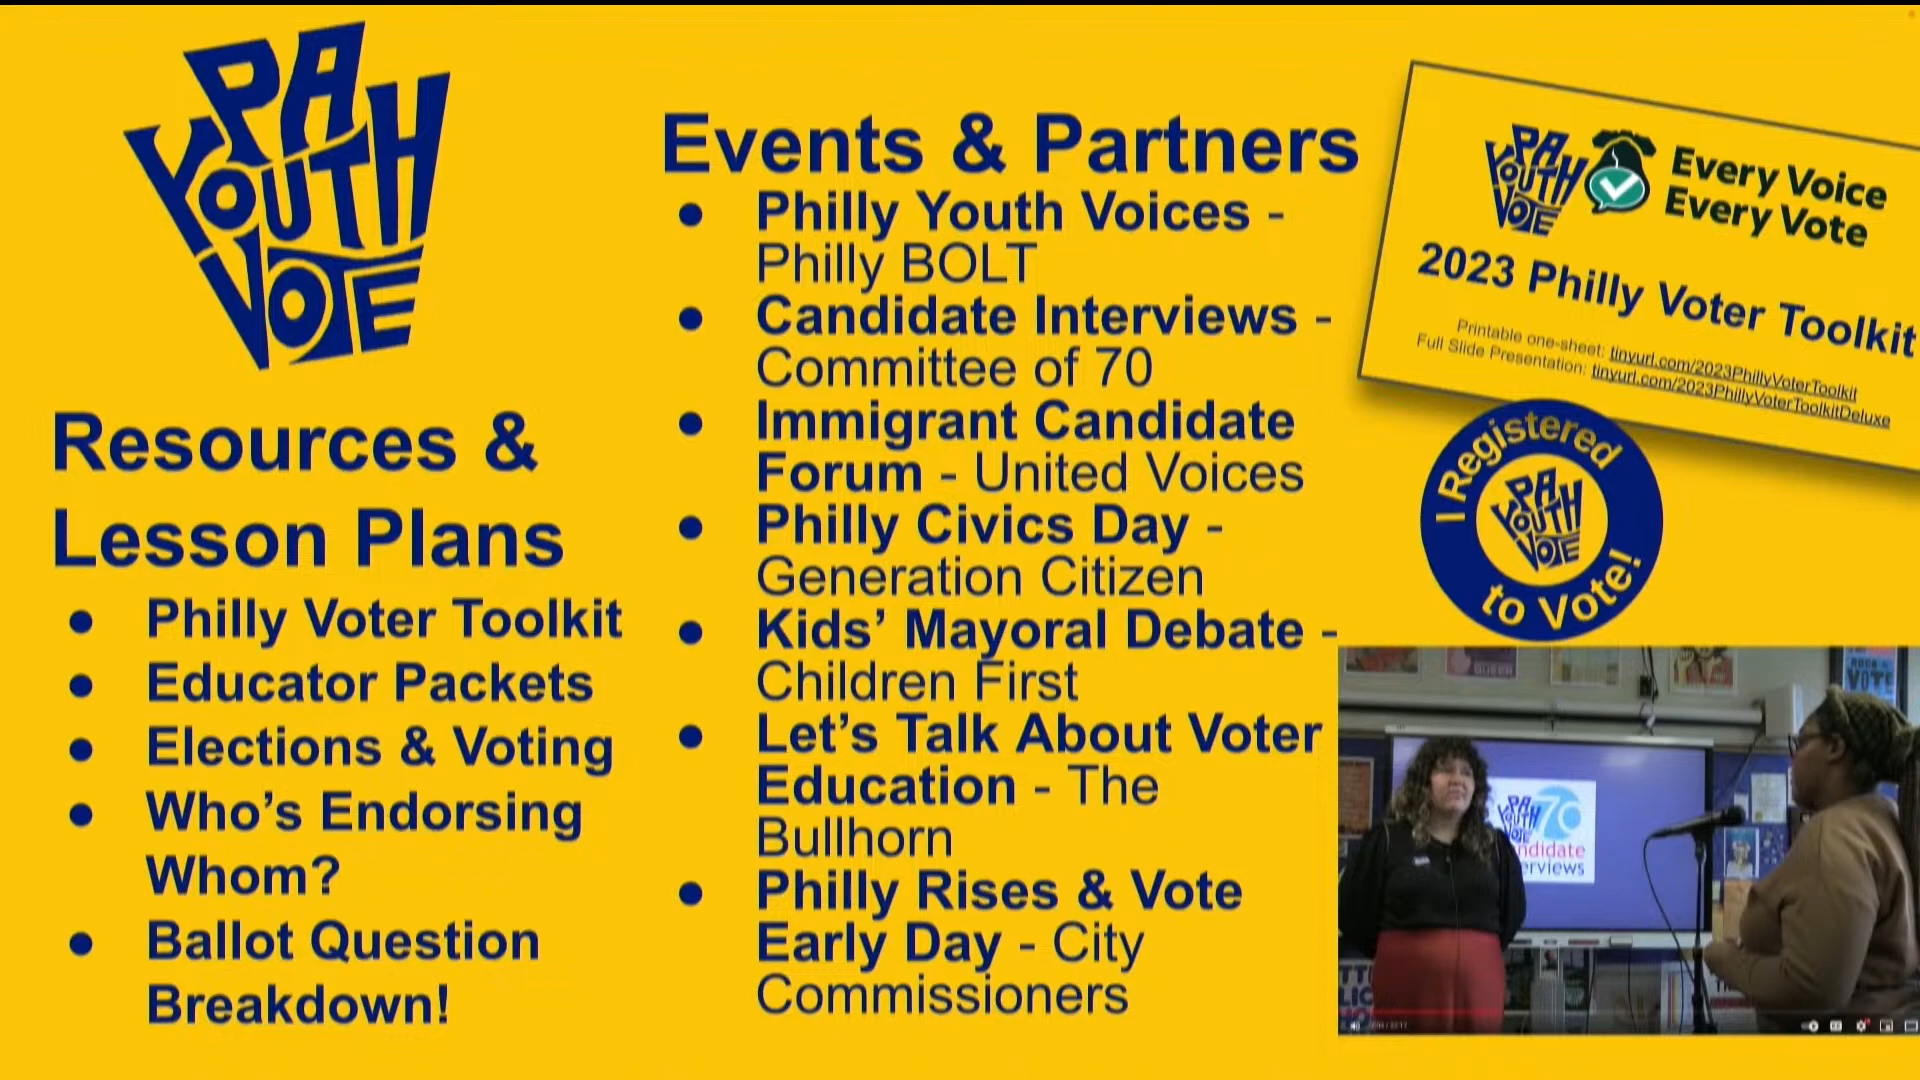 PA
YOUTH
VOTE
Resources &
Lesson Plans
● Philly Voter Toolkit
● Educator Packets
● Elections & Voting
● Who’s Endorsing
Whom?
● Ballot Question
Breakdown!
Events & Partners
● Philly Youth Voices -
Philly BOLT
● Candidate Interviews -
Committee of 70
● Immigrant Candidate
Forum - United Voices
● Philly Civics Day -
Generation Citizen
● Kids’ Mayoral Debate -
Children First
● Let’s Talk About Voter
Education - The
Bullhorn
● Philly Rises & Vote
Early Day - City
Commissioners
PA
YOUTH
VOTE
Every Voice
Every Vote
2023 Philly Voter Toolkit
Printable one-sheet: tinyurl.com/2023PhillyVoterToolkit
Full Slide Presentation: tinyurl.com/2023PhillyVoterToolkitDeluxe
I Registered
PA
YOUTH
VOTE
to Vote!
QUEEN
ROCK N
VOTE
PA
YOUTH
VOTE
70
ndidate
erviews